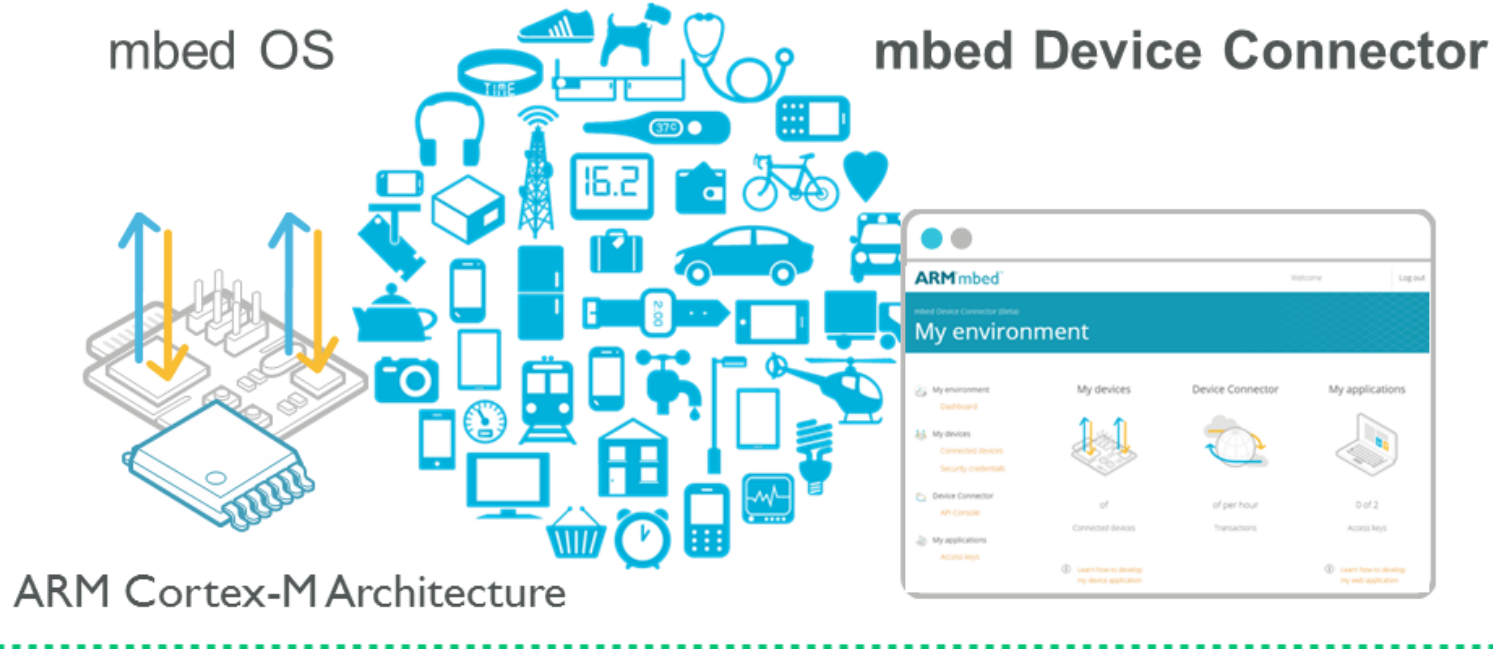 mbed OS
mbed Device Connector
TIME
37°C
16.2
2:00
ARM mbed
Welcome
Log out
mbed Device Connector (Beta)
My environment
My environment
Dashboard
My devices
Connected devices
Security credentials
Device Connector
API Console
My applications
Access keys
My devices
of
Connected devices
Learn how to develop
my device application
Device Connector
of per hour
Transactions
My applications
0 of 2
Access keys
Learn how to develop
my web application
ARM Cortex-M Architecture